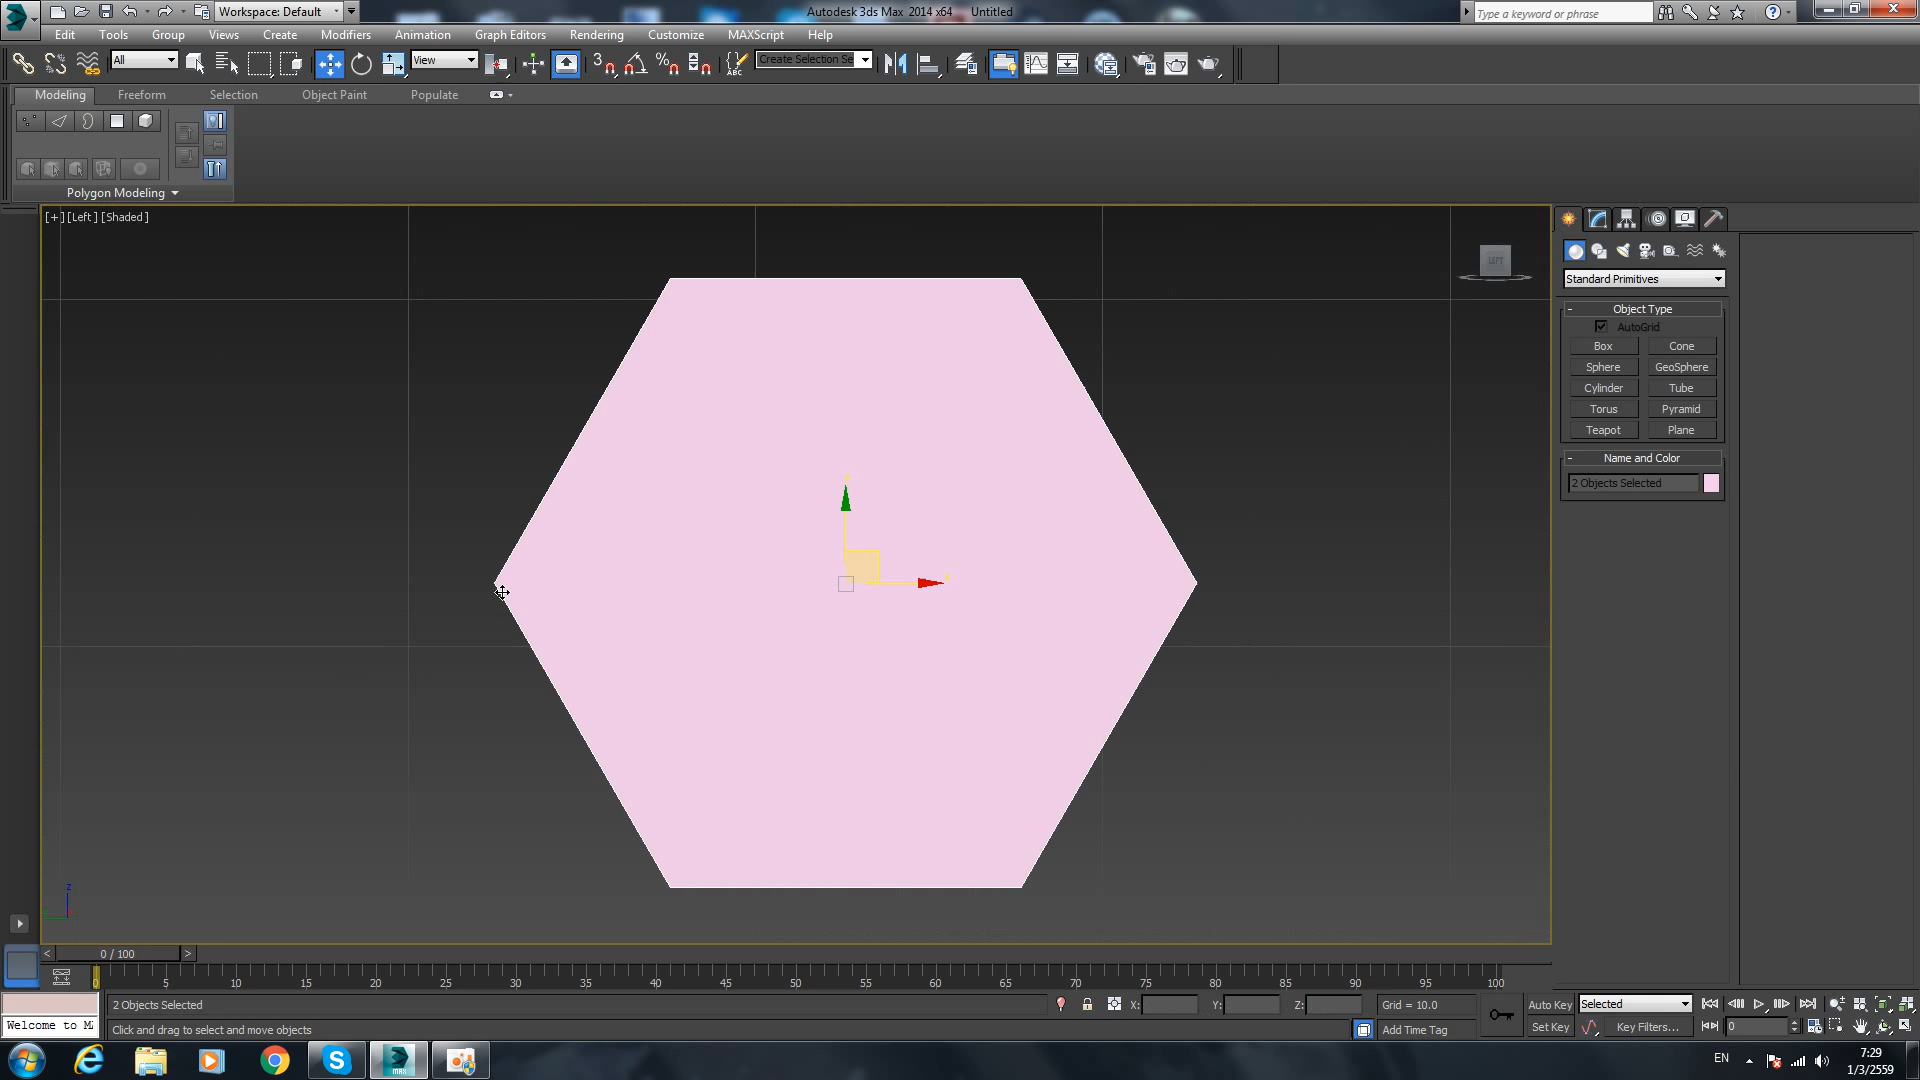 Workspace: Default
Autodesk 3ds Max 2014 x64 Untitled
Type a keyword or phrase
Edit Tools Group Views Create Modifiers Animation Graph Editors Rendering Customize MAXScript Help
All
View
3
%
ABC
Create Selection Se
Modeling Freeform Selection Object Paint Populate
Polygon Modeling
[+] [Left] [Shaded]
LEFT
Standard Primitives
- Object Type
AutoGrid
Box Cone
Sphere GeoSphere
Cylinder Tube
Torus Pyramid
Teapot Plane
- Name and Color
2 Objects Selected
z
< 0 / 100 >
0 5 10 15 20 25 30 35 40 45 50 55 60 65 70 75 80 85 90 95 100
2 Objects Selected X: Y: Z: Grid = 10.0 Auto Key Selected
Welcome to M
Click and drag to select and move objects Add Time Tag Set Key Key Filters... 0
MAX
EN
7:29
1/3/2559